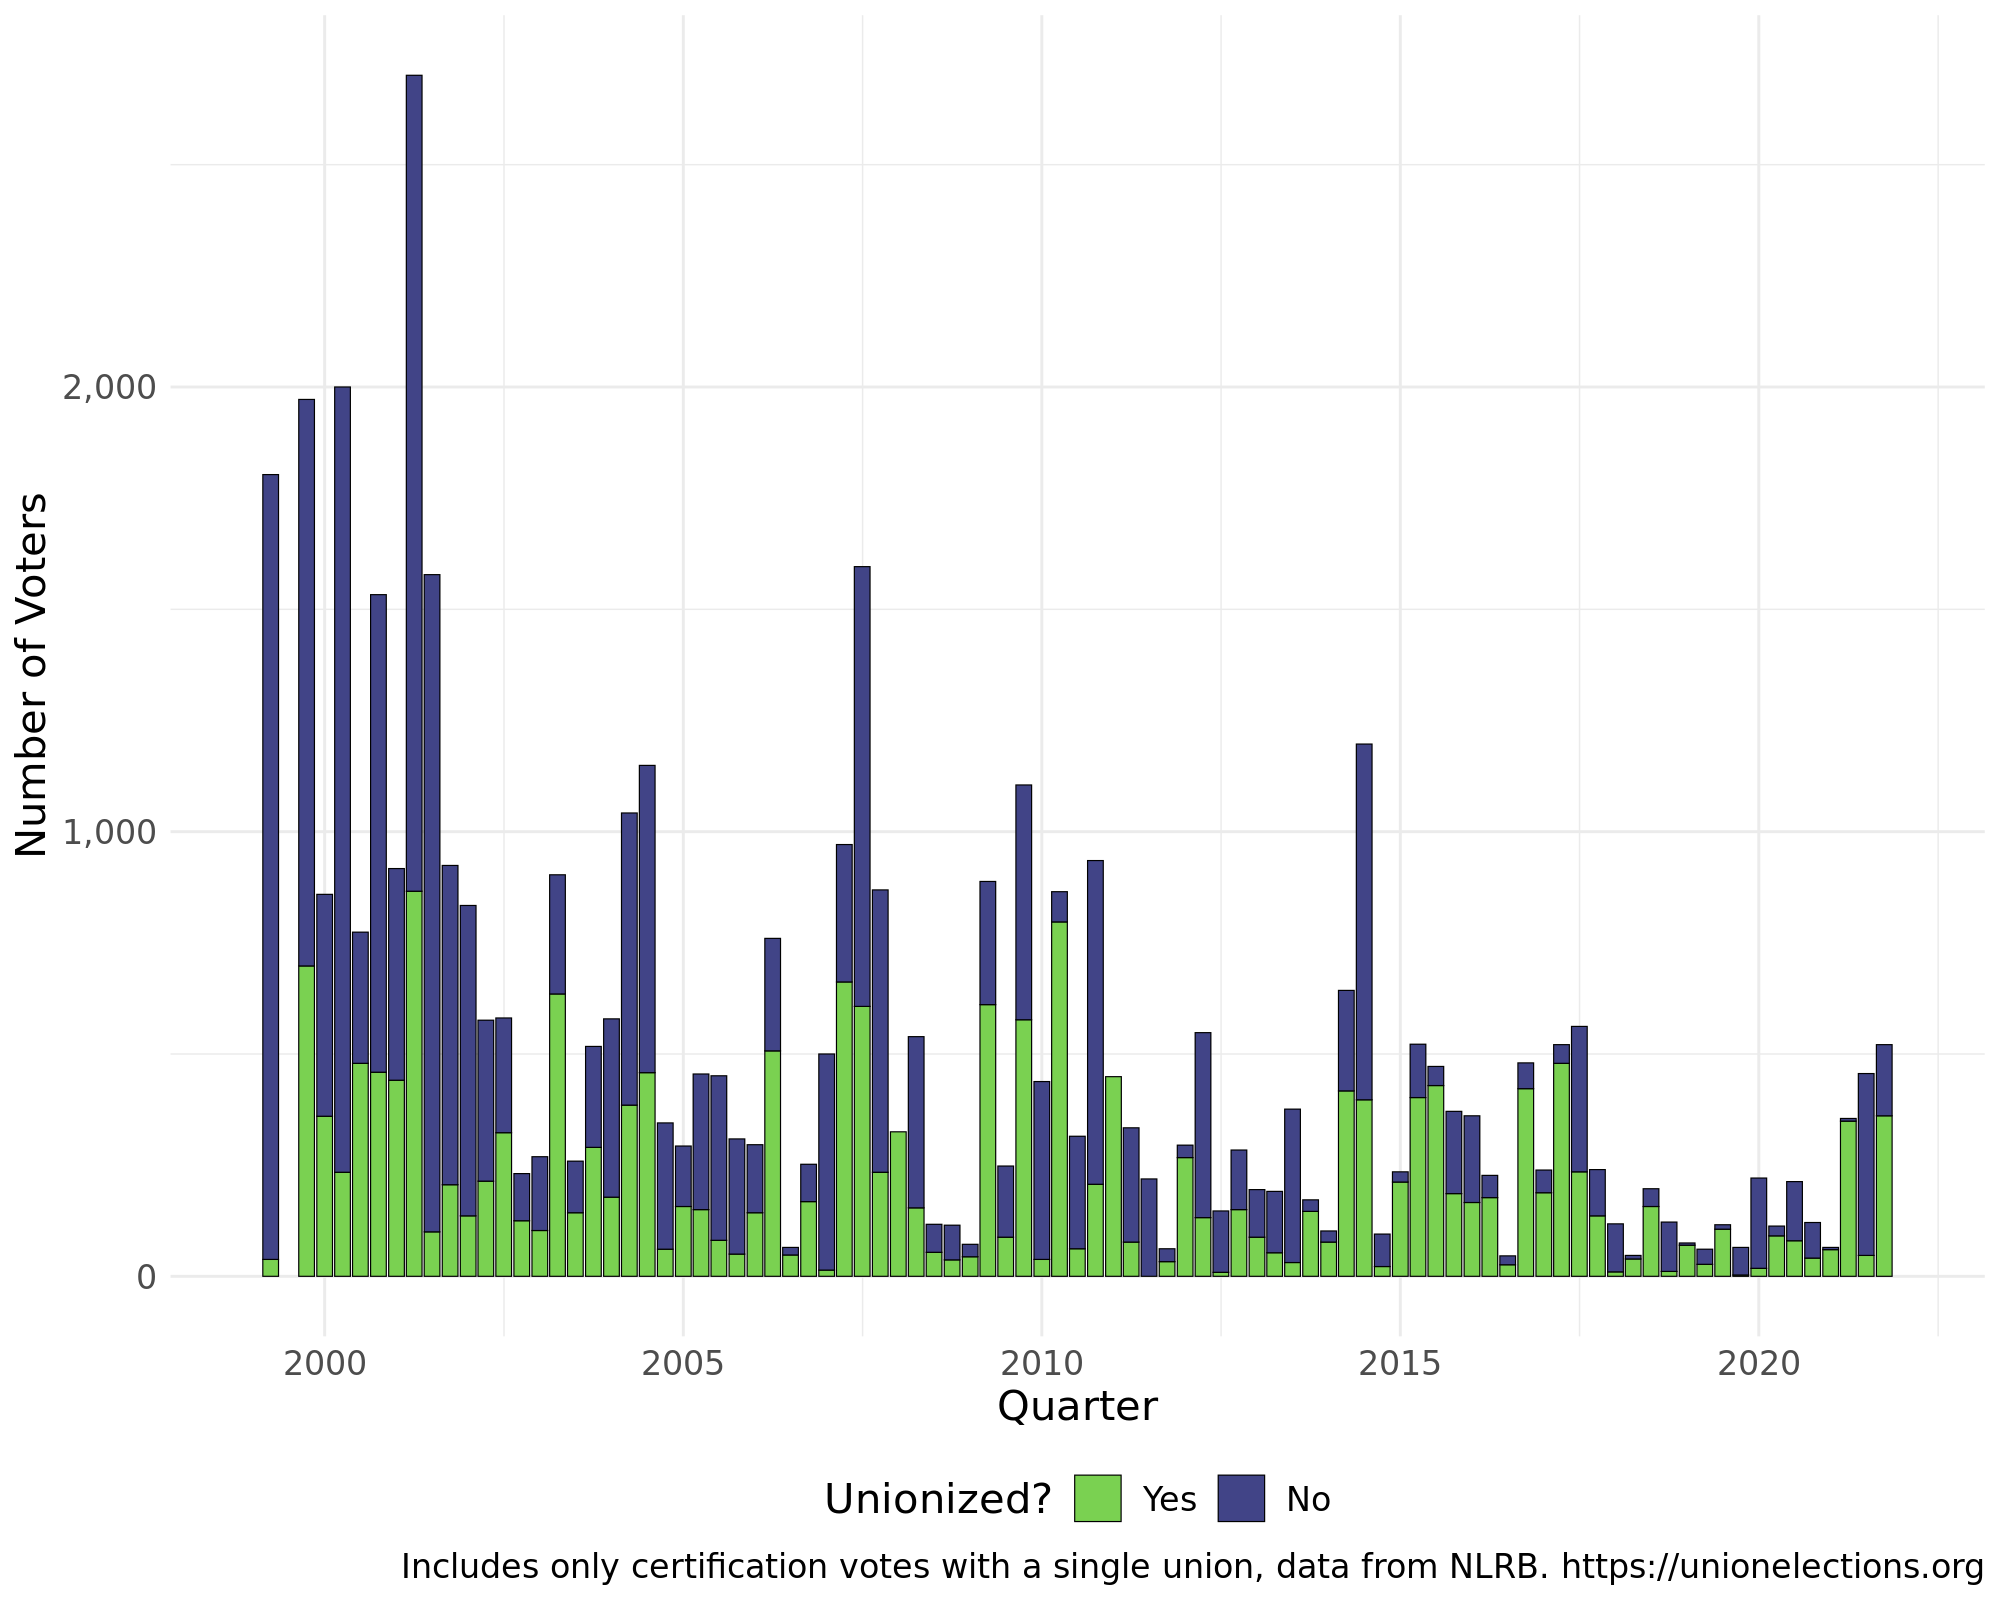 Number of Voters
2,000
1,000
0
2000 2005 2010 2015 2020
Quarter
Unionized? Yes No
Includes only certification votes with a single union, data from NLRB. https://unionelections.org